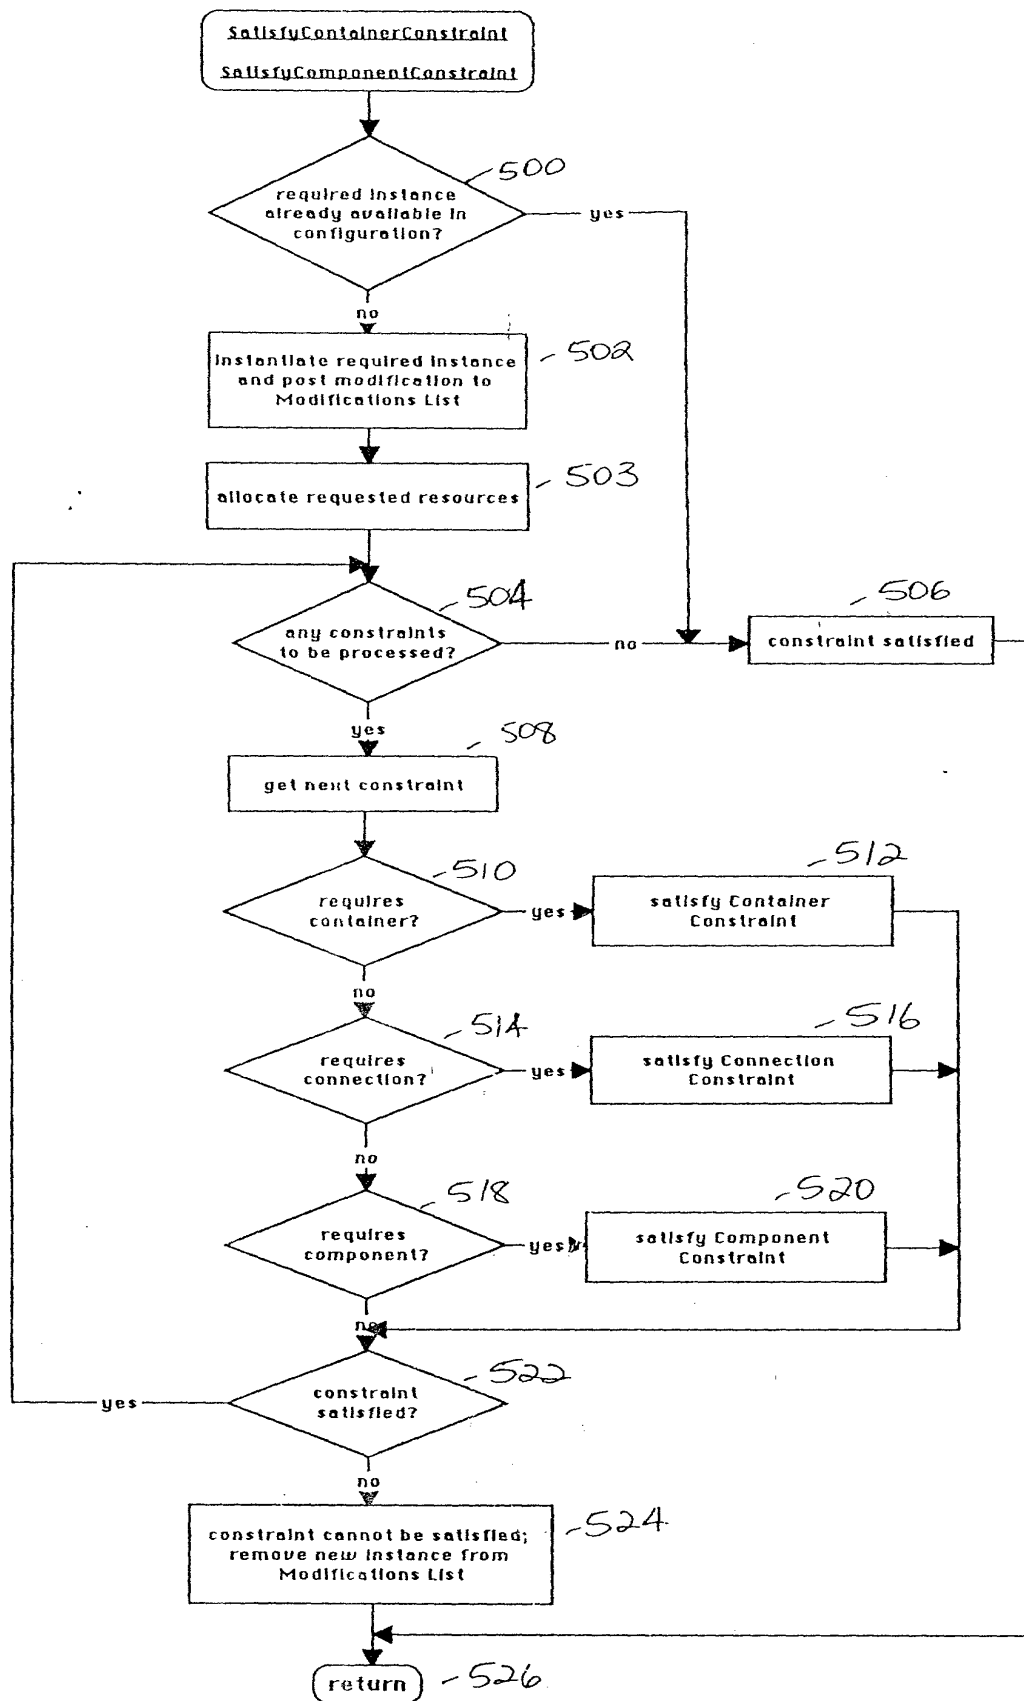 SatisfyContainerConstraint
SatisfyComponentConstraint
500
required instance
already available in
configuration?
yes
no
instantiate required instance
and post modification to
Modifications List
502
allocate requested resources
503
504
any constraints
to be processed?
no
506
constraint satisfied
yes
508
get next constraint
510
requires
container?
yes
512
satisfy Container
Constraint
no
514
requires
connection?
yes
516
satisfy Connection
Constraint
no
518
requires
component?
yes
520
satisfy Component
Constraint
no
522
constraint
satisfied?
yes
no
constraint cannot be satisfied;
remove new instance from
Modifications List
524
return
526